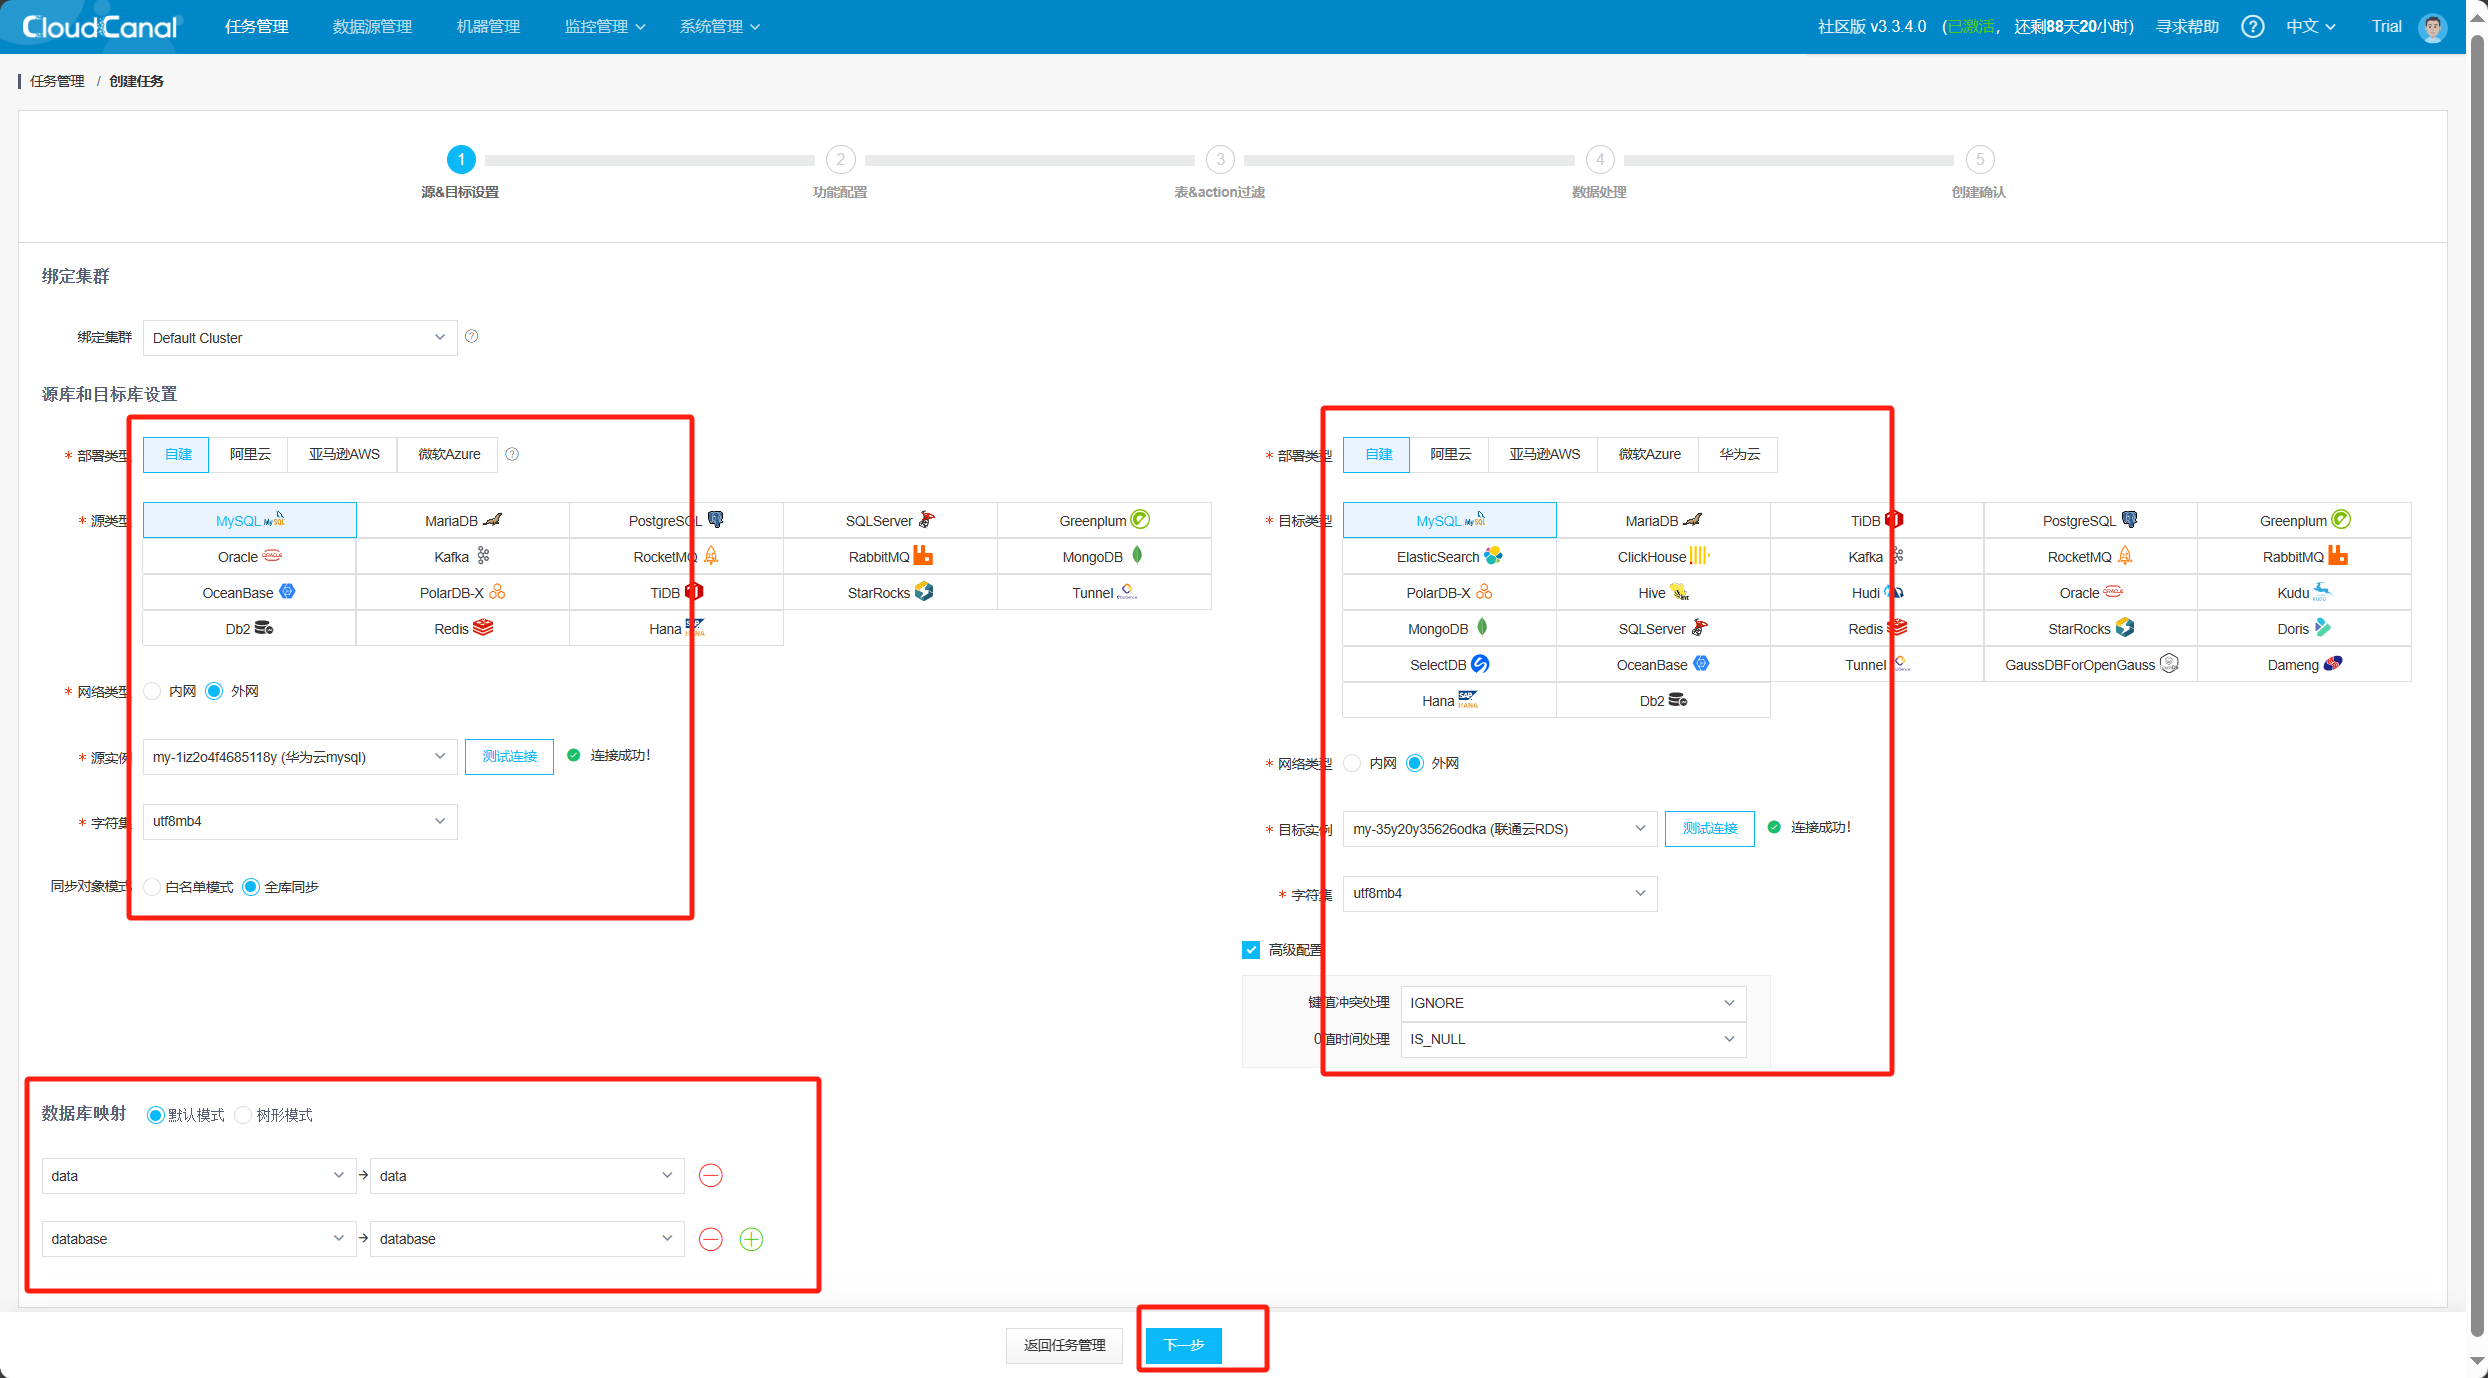 CloudCanal 任务管理 数据源管理 机器管理 监控管理 系统管理 社区版 v3.3.4.0 (已激活, 还剩88天20小时) 寻求帮助 ? 中文 Trial
任务管理 / 创建任务
1 2 3 4 5
源&目标设置 功能配置 表&action过滤 数据处理 创建确认
绑定集群
绑定集群 Default Cluster ?
源库和目标库设置
* 部署类型 自建 阿里云 亚马逊AWS 微软Azure ?
* 源类型 MySQL MariaDB PostgreSQL SQLServer Greenplum
Oracle Kafka RocketMQ RabbitMQ MongoDB
OceanBase PolarDB-X TiDB StarRocks Tunnel
Db2 Redis Hana
* 网络类型 内网 外网
* 源实例 my-1iz2o4f4685118y (华为云mysql) 测试连接 连接成功!
* 字符集 utf8mb4
同步对象模式 白名单模式 全库同步
* 部署类型 自建 阿里云 亚马逊AWS 微软Azure 华为云
* 目标类型 MySQL MariaDB TiDB PostgreSQL Greenplum
ElasticSearch ClickHouse Kafka RocketMQ RabbitMQ
PolarDB-X Hive Hudi Oracle Kudu
MongoDB SQLServer Redis StarRocks Doris
SelectDB OceanBase Tunnel GaussDBForOpenGauss Dameng
Hana Db2
* 网络类型 内网 外网
* 目标实例 my-35y20y35626odka (联通云RDS) 测试连接 连接成功!
* 字符集 utf8mb4
高级配置
键值冲突处理 IGNORE
0值时间处理 IS_NULL
数据库映射 默认模式 树形模式
data → data
database → database
返回任务管理 下一步